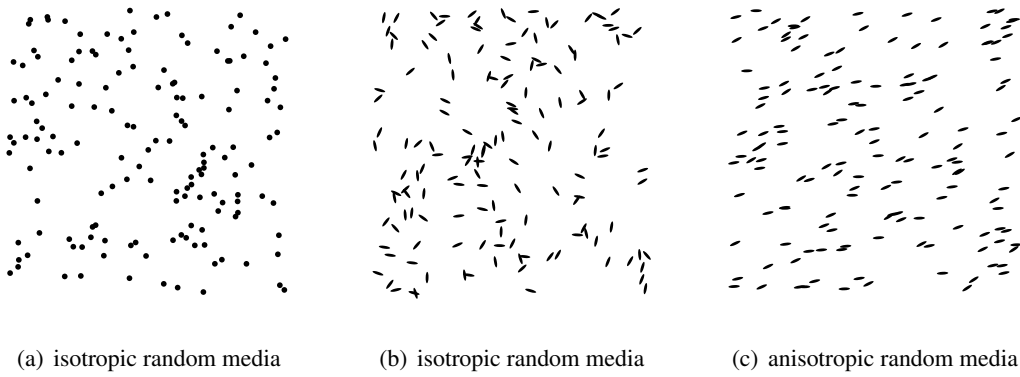 (a) isotropic random media
(b) isotropic random media
(c) anisotropic random media